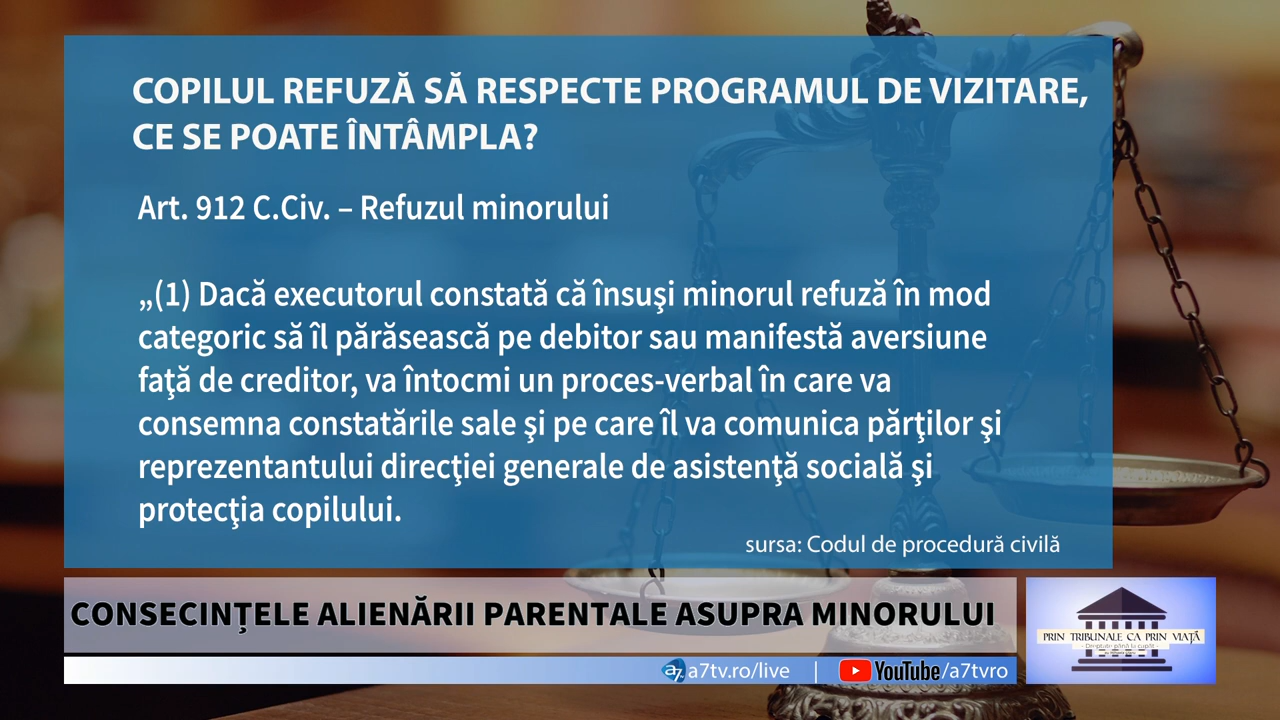 COPILUL REFUZĂ SĂ RESPECTE PROGRAMUL DE VIZITARE,
CE SE POATE ÎNTÂMPLA?
Art. 912 C.Civ. – Refuzul minorului
„(1) Dacă executorul constată că însuşi minorul refuză în mod
categoric să îl părăsească pe debitor sau manifestă aversiune
faţă de creditor, va întocmi un proces-verbal în care va
consemna constatările sale şi pe care îl va comunica părţilor şi
reprezentantului direcţiei generale de asistenţă socială şi
protecţia copilului.
sursa: Codul de procedură civilă
CONSECINȚELE ALIENĂRII PARENTALE ASUPRA MINORULUI
PRIN TRIBUNALE CA PRIN VIAȚĂ
a7tv.ro/live | YouTube/a7tvro